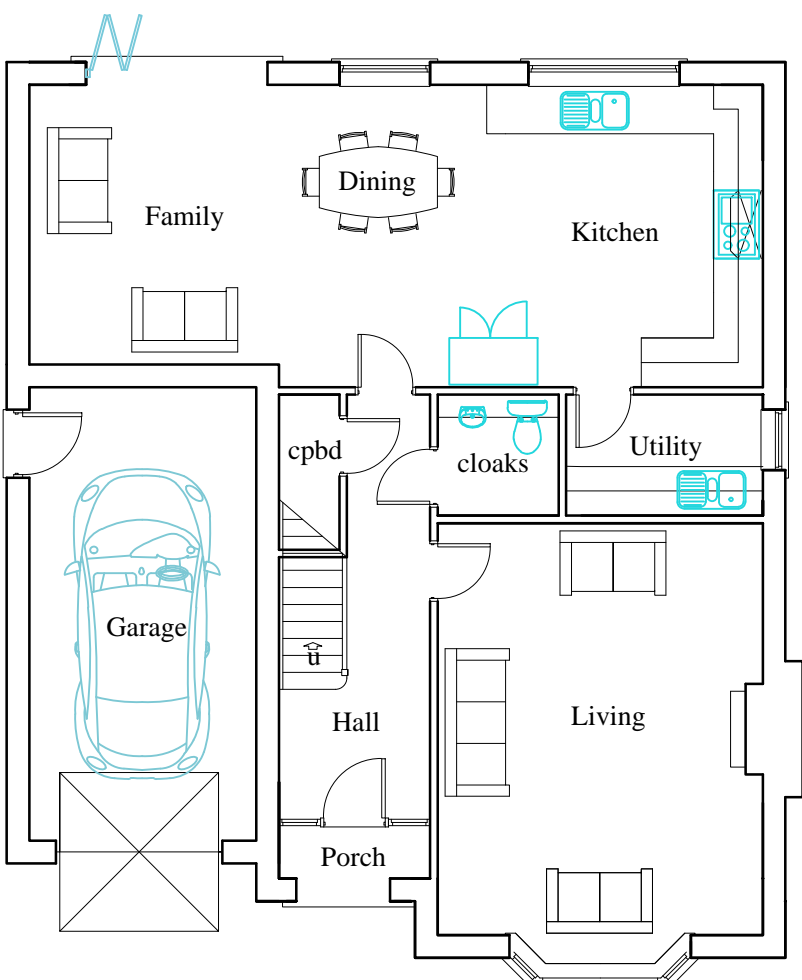 Dining
Family
Kitchen
cpbd
cloaks
Utility
Garage
u
Hall
Living
Porch